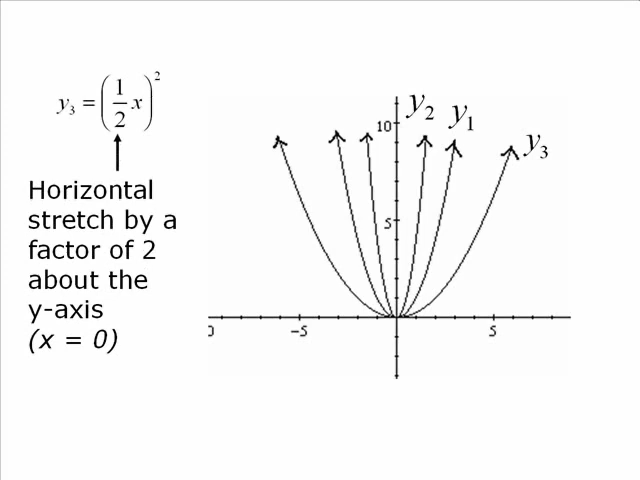 y₃ = (1/2 x)²
Horizontal
stretch by a
factor of 2
about the
y-axis
(x = 0)
y₂
y₁
10
y₃
5
0
-5
5